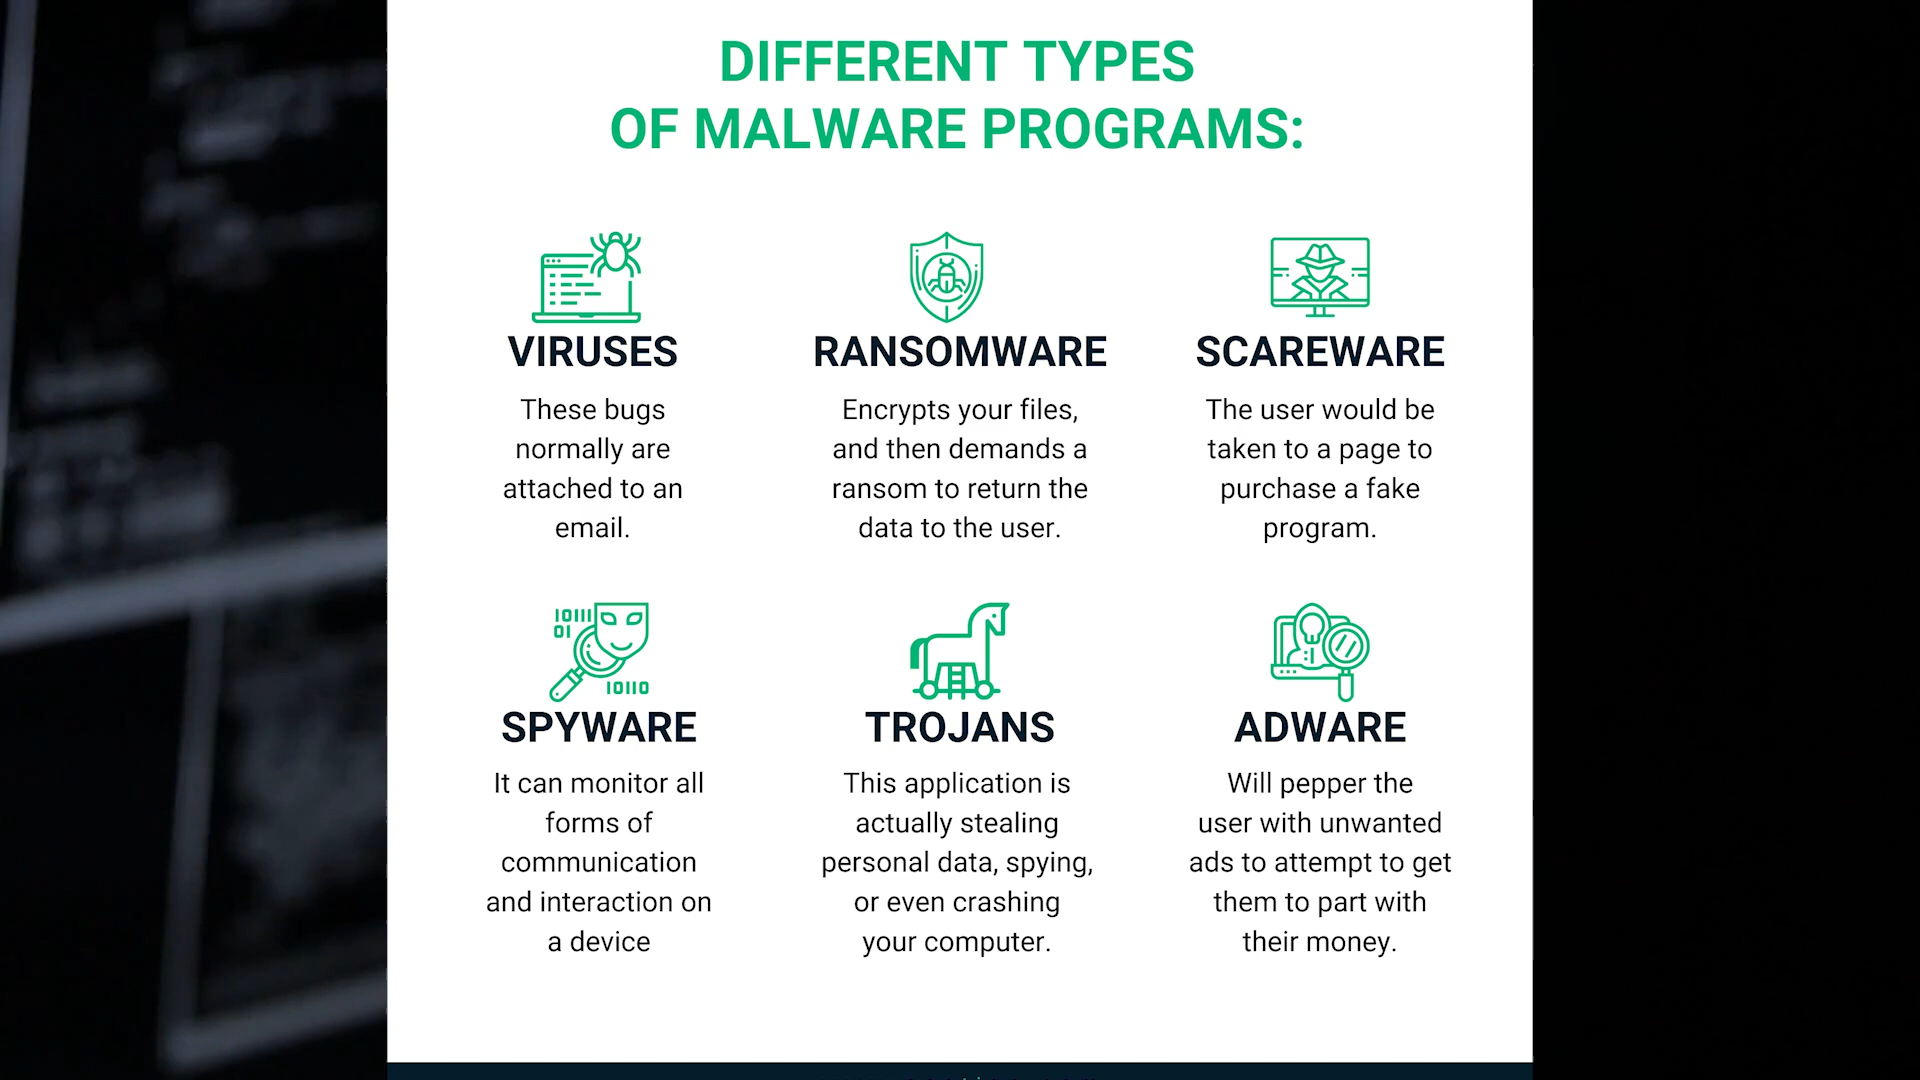 DIFFERENT TYPES
OF MALWARE PROGRAMS:
VIRUSES
These bugs
normally are
attached to an
email.
RANSOMWARE
Encrypts your files,
and then demands a
ransom to return the
data to the user.
SCAREWARE
The user would be
taken to a page to
purchase a fake
program.
10111
01
10110
SPYWARE
It can monitor all
forms of
communication
and interaction on
a device
TROJANS
This application is
actually stealing
personal data, spying,
or even crashing
your computer.
ADWARE
Will pepper the
user with unwanted
ads to attempt to get
them to part with
their money.